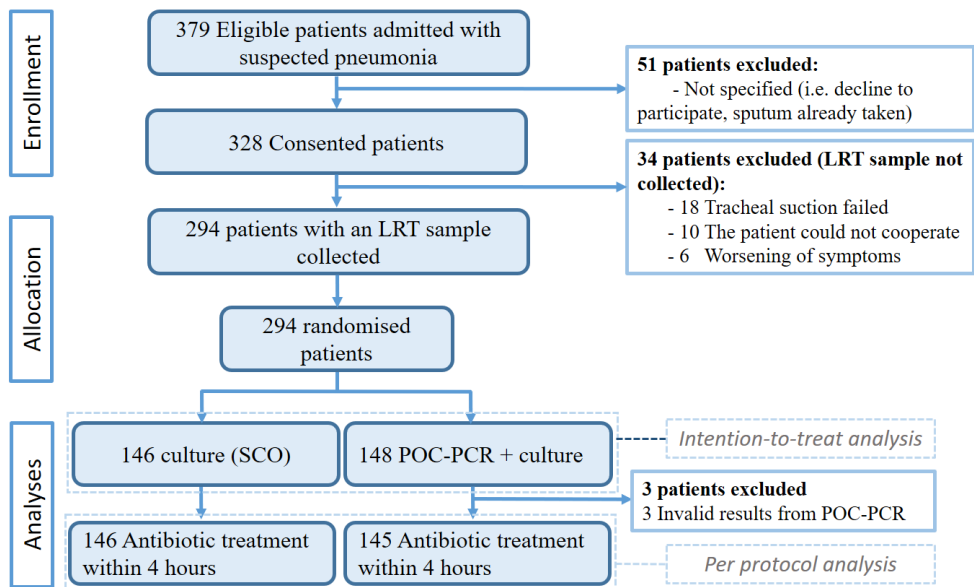 Enrollment
379 Eligible patients admitted with
suspected pneumonia
51 patients excluded:
- Not specified (i.e. decline to
participate, sputum already taken)
328 Consented patients
34 patients excluded (LRT sample not
collected):
- 18 Tracheal suction failed
- 10 The patient could not cooperate
- 6 Worsening of symptoms
Allocation
294 patients with an LRT sample
collected
294 randomised
patients
Analyses
146 culture (SCO)
148 POC-PCR + culture
Intention-to-treat analysis
3 patients excluded
3 Invalid results from POC-PCR
146 Antibiotic treatment
within 4 hours
145 Antibiotic treatment
within 4 hours
Per protocol analysis